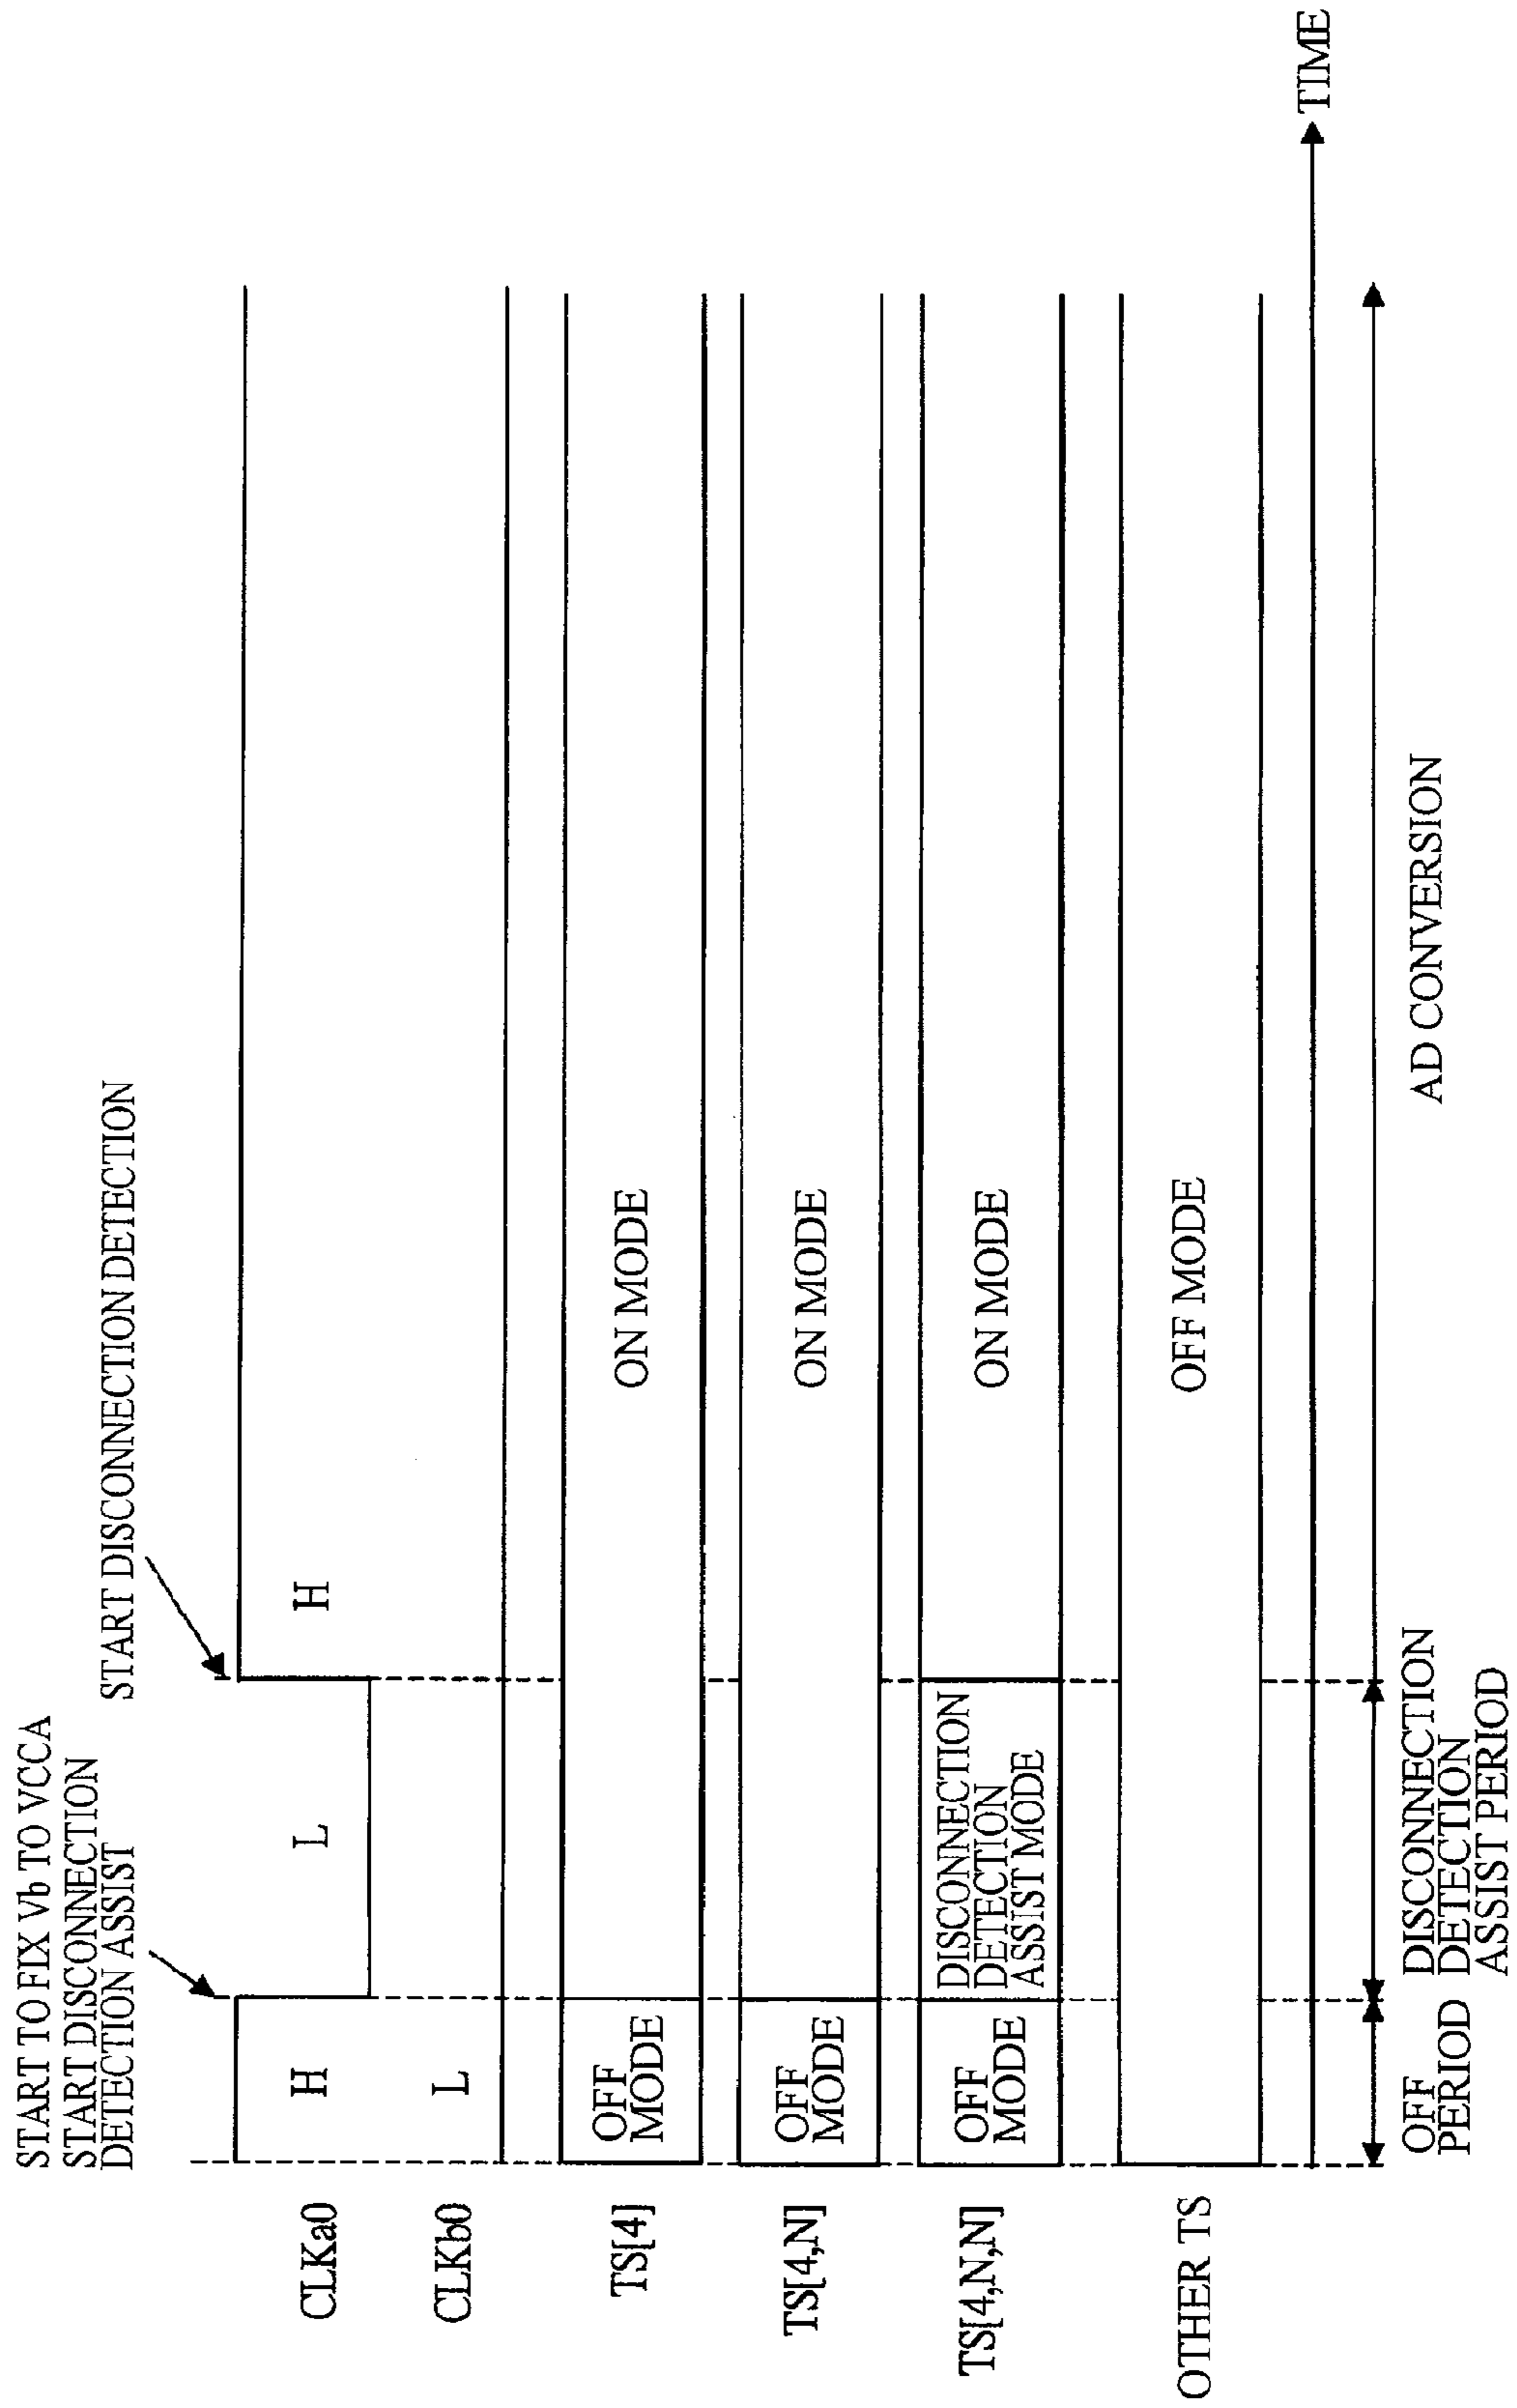 START TO FIX Vb TO VCCA
START DISCONNECTION
DETECTION ASSIST
START DISCONNECTION DETECTION
CLKa0
H
L
H
CLKb0
L
TS[4]
OFF
MODE
ON MODE
TS[4,N]
OFF
MODE
ON MODE
TS[4,N,N]
OFF
MODE
DISCONNECTION
DETECTION
ASSIST MODE
ON MODE
OTHER TS
OFF MODE
TIME
OFF
PERIOD
DISCONNECTION
DETECTION
ASSIST PERIOD
AD CONVERSION